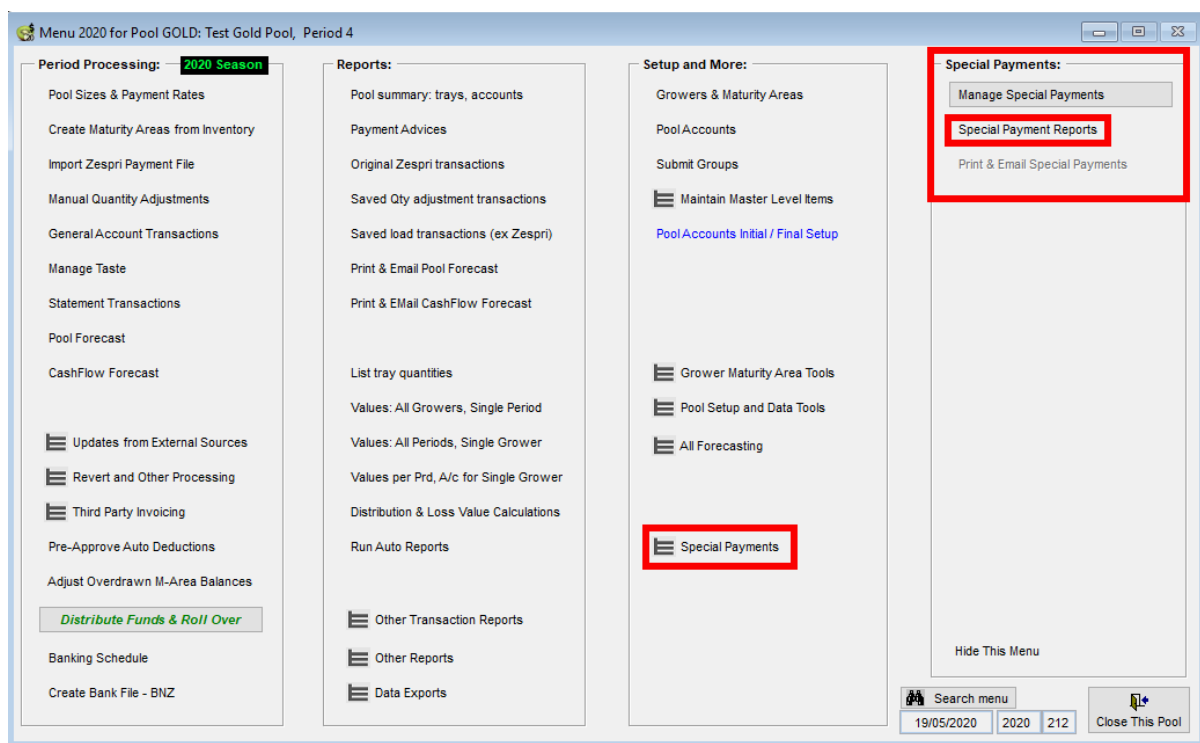 Menu 2020 for Pool GOLD: Test Gold Pool, Period 4
Period Processing: 2020 Season
Pool Sizes & Payment Rates
Create Maturity Areas from Inventory
Import Zespri Payment File
Manual Quantity Adjustments
General Account Transactions
Manage Taste
Statement Transactions
Pool Forecast
CashFlow Forecast
Updates from External Sources
Revert and Other Processing
Third Party Invoicing
Pre-Approve Auto Deductions
Adjust Overdrawn M-Area Balances
Distribute Funds & Roll Over
Banking Schedule
Create Bank File - BNZ
Reports:
Pool summary: trays, accounts
Payment Advices
Original Zespri transactions
Saved Qty adjustment transactions
Saved load transactions (ex Zespri)
Print & Email Pool Forecast
Print & EMail CashFlow Forecast
List tray quantities
Values: All Growers, Single Period
Values: All Periods, Single Grower
Values per Prd, A/c for Single Grower
Distribution & Loss Value Calculations
Run Auto Reports
Other Transaction Reports
Other Reports
Data Exports
Setup and More:
Growers & Maturity Areas
Pool Accounts
Submit Groups
Maintain Master Level Items
Pool Accounts Initial / Final Setup
Grower Maturity Area Tools
Pool Setup and Data Tools
All Forecasting
Special Payments
Special Payments:
Manage Special Payments
Special Payment Reports
Print & Email Special Payments
Hide This Menu
Search menu
19/05/2020 2020 212
Close This Pool